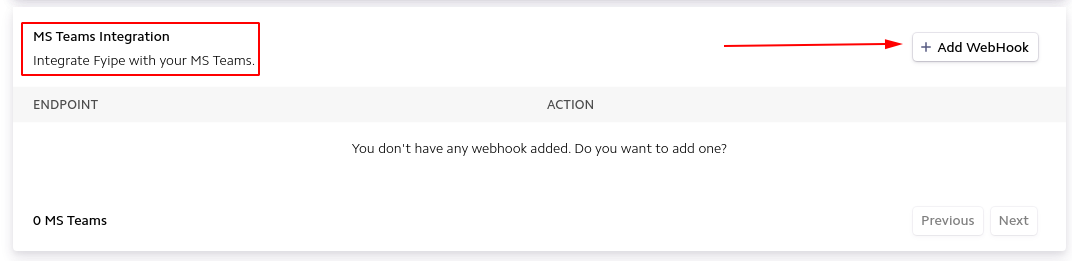 MS Teams Integration
Integrate Fyipe with your MS Teams.
+ Add WebHook
ENDPOINT ACTION
You don't have any webhook added. Do you want to add one?
0 MS Teams
Previous Next